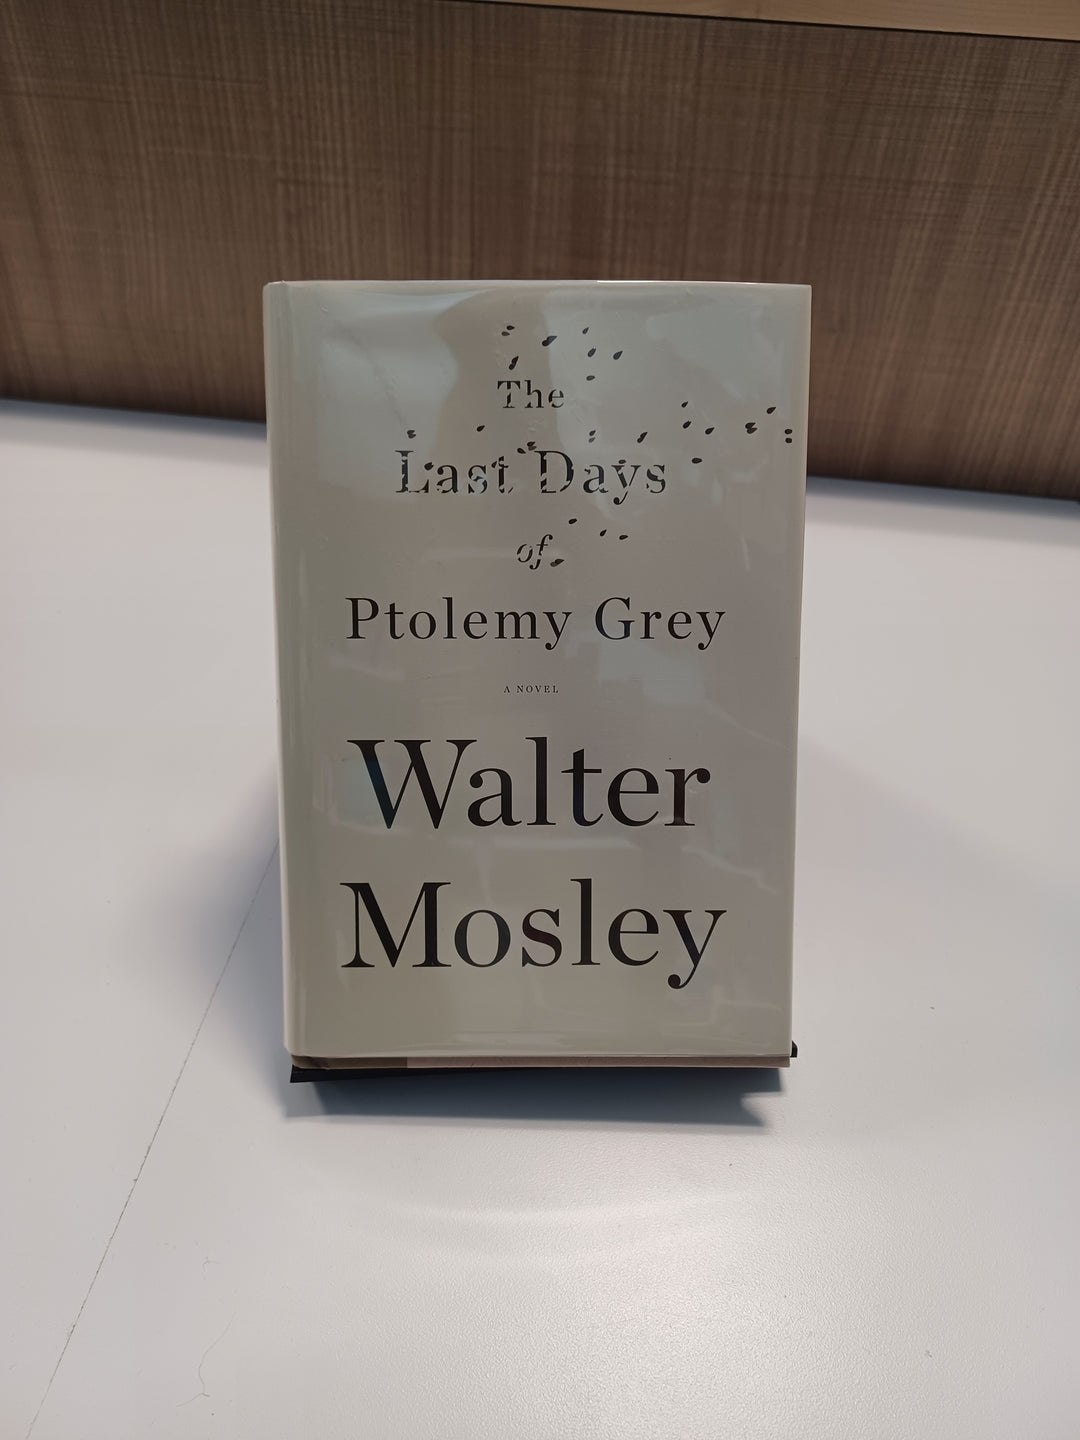 The
Last Days
of
Ptolemy Grey
A NOVEL
Walter
Mosley